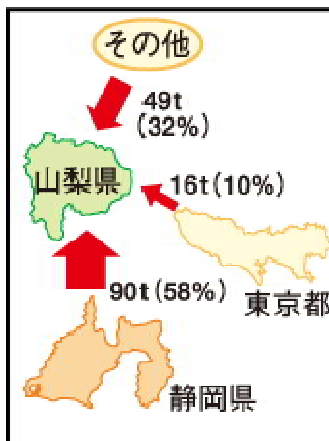 その他
49t
(32%)
山梨県
16t(10%)
90t(58%)
東京都
静岡県